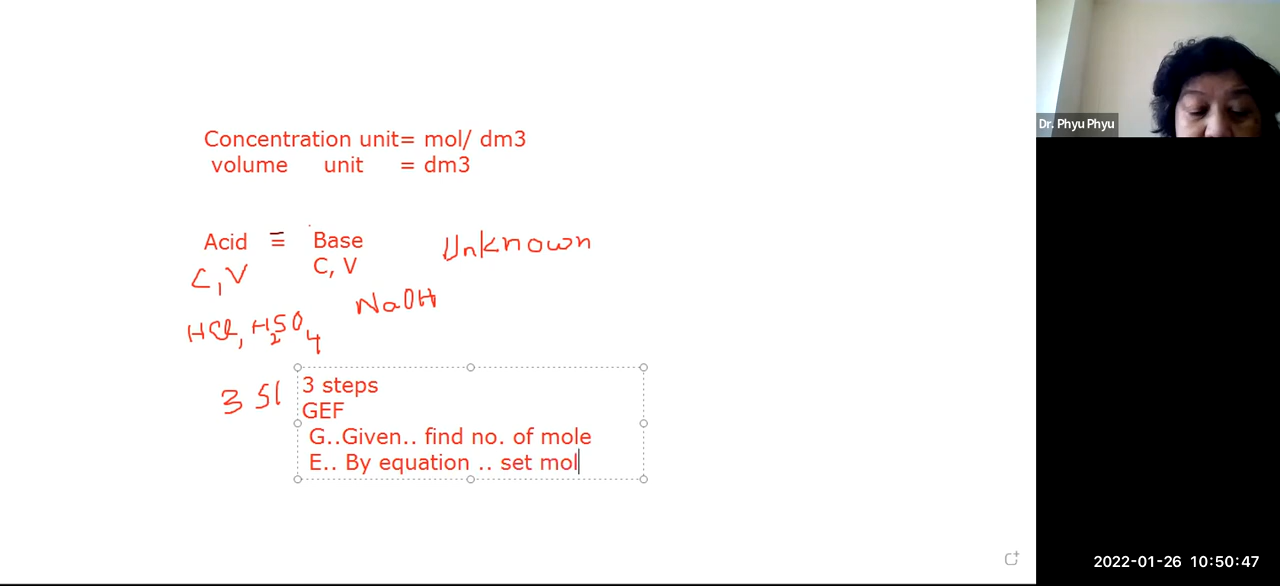 Dr. Phyu Phyu
Concentration unit= mol/ dm3
volume unit = dm3
Acid ≡ Base Unknown
C, V C, V
NaOH
HCl, H2SO4
3 St
3 steps
GEF
G..Given.. find no. of mole
E.. By equation .. set mol
2022-01-26 10:50:47